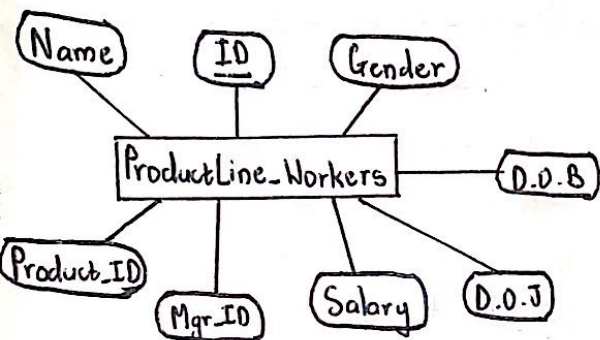 Name
ID
Gender
ProductLine_Workers
D.O.B
Product_ID
Mgr_ID
Salary
D.O.J